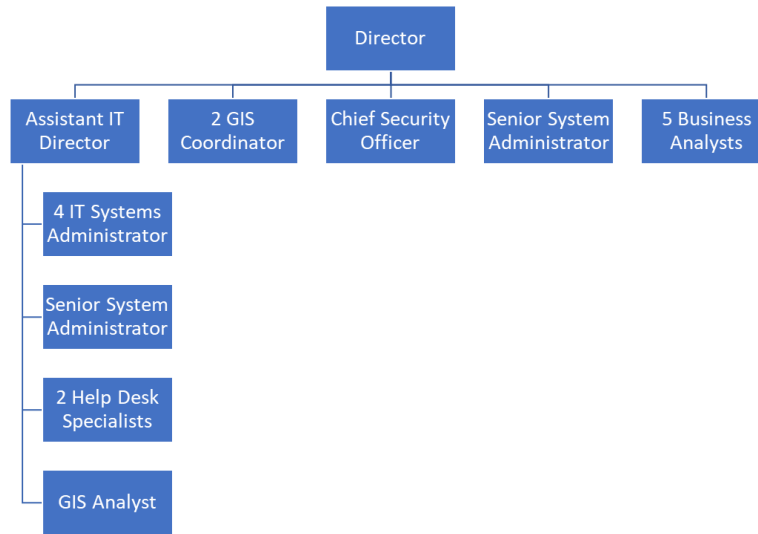 Director
Assistant IT
Director
2 GIS
Coordinator
Chief Security
Officer
Senior System
Administrator
5 Business
Analysts
4 IT Systems
Administrator
Senior System
Administrator
2 Help Desk
Specialists
GIS Analyst